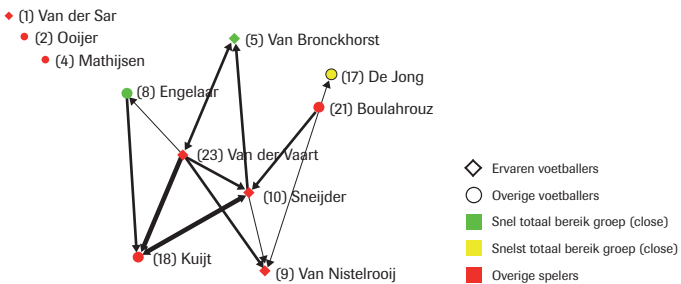 (1) Van der Sar
(2) Ooijer
(4) Mathijsen
(5) Van Bronckhorst
(17) De Jong
(8) Engelaar
(21) Boulahrouz
(23) Van der Vaart
(10) Sneijder
(18) Kuijt
(9) Van Nistelrooij
Ervaren voetballers
Overige voetballers
Snel totaal bereik groep (close)
Snelst totaal bereik groep (close)
Overige spelers